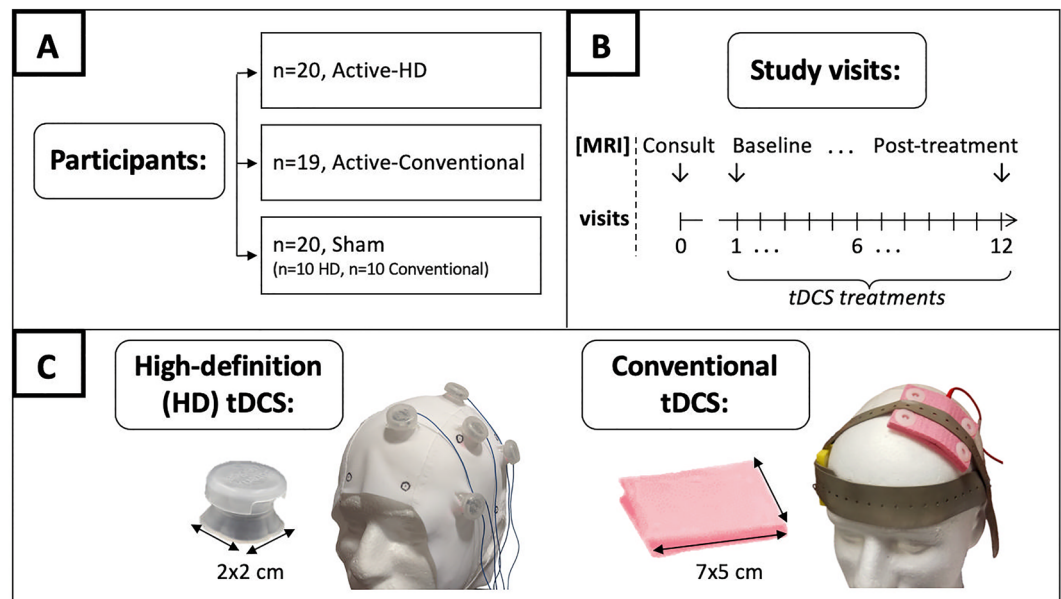 A
Participants:
n=20, Active-HD
n=19, Active-Conventional
n=20, Sham
(n=10 HD, n=10 Conventional)
B
Study visits:
[MRI] Consult Baseline ... Post-treatment
visits
0 1 ... 6 ... 12
tDCS treatments
C
High-definition
(HD) tDCS:
2x2 cm
Conventional
tDCS:
7x5 cm